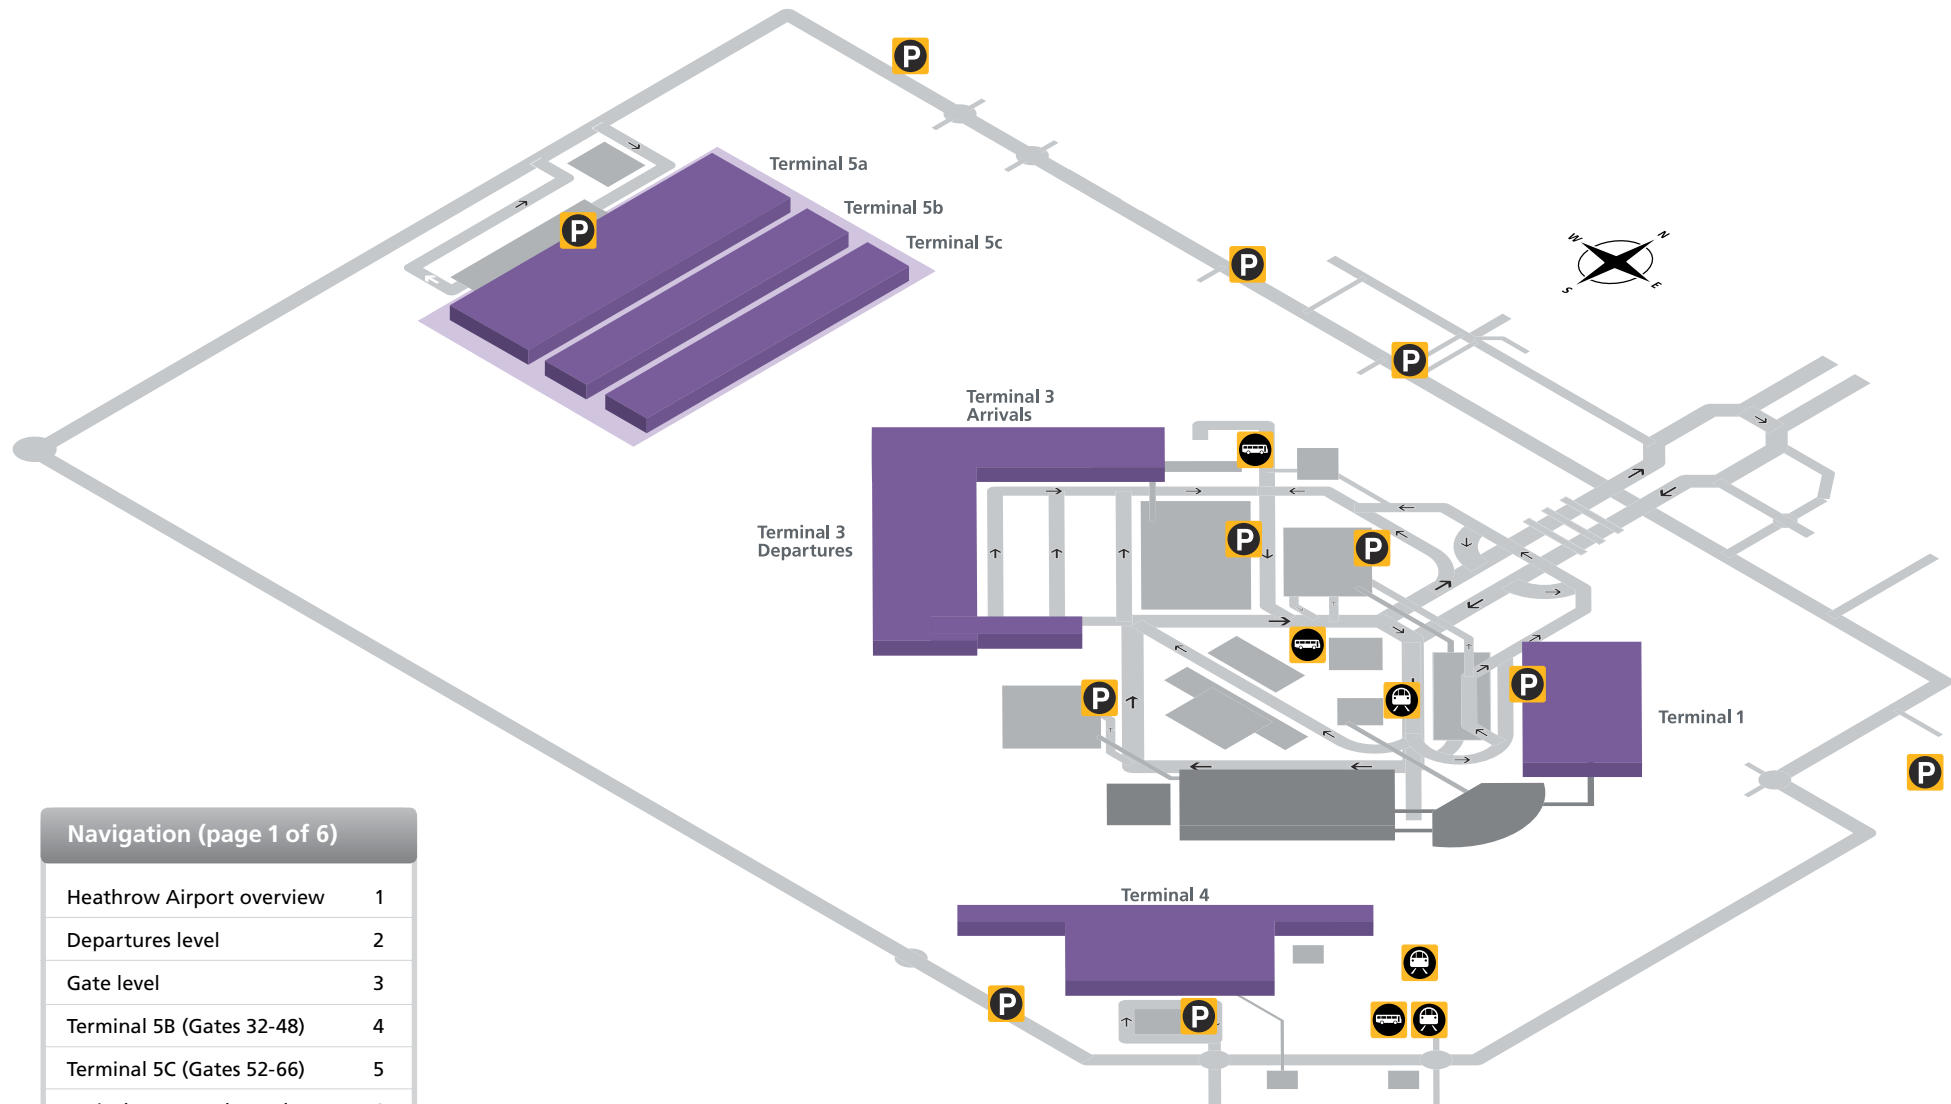 P
P
Terminal 5a
Terminal 5b
P
Terminal 5c
W
N
P
S
E
P
Terminal 3
Arrivals
Terminal 3
Departures
P
P
P
P
Terminal 1
P
Navigation (page 1 of 6)
Heathrow Airport overview 1
Departures level 2
Gate level 3
Terminal 5B (Gates 32-48) 4
Terminal 5C (Gates 52-66) 5
Terminal 4
P
P